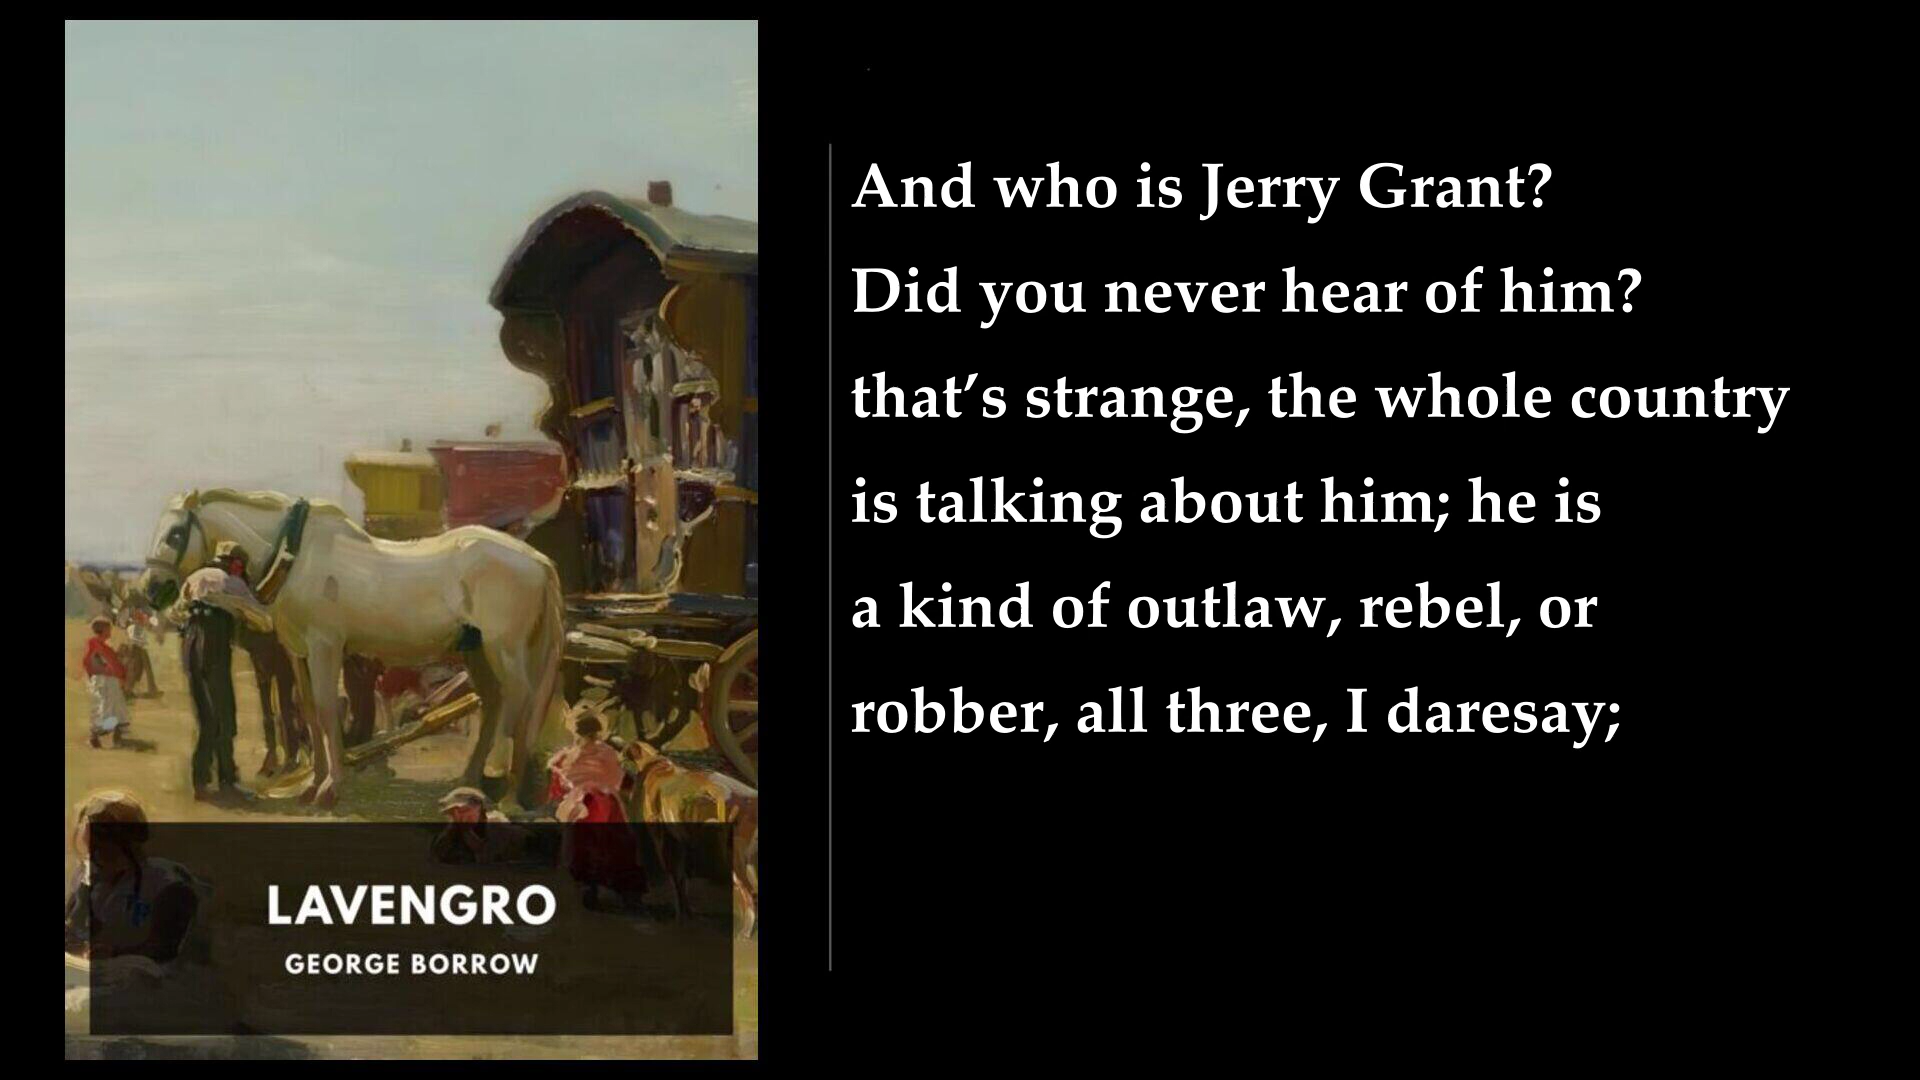 And who is Jerry Grant?
Did you never hear of him?
that’s strange, the whole country
is talking about him; he is
a kind of outlaw, rebel, or
robber, all three, I daresay;
LAVENGRO
GEORGE BORROW